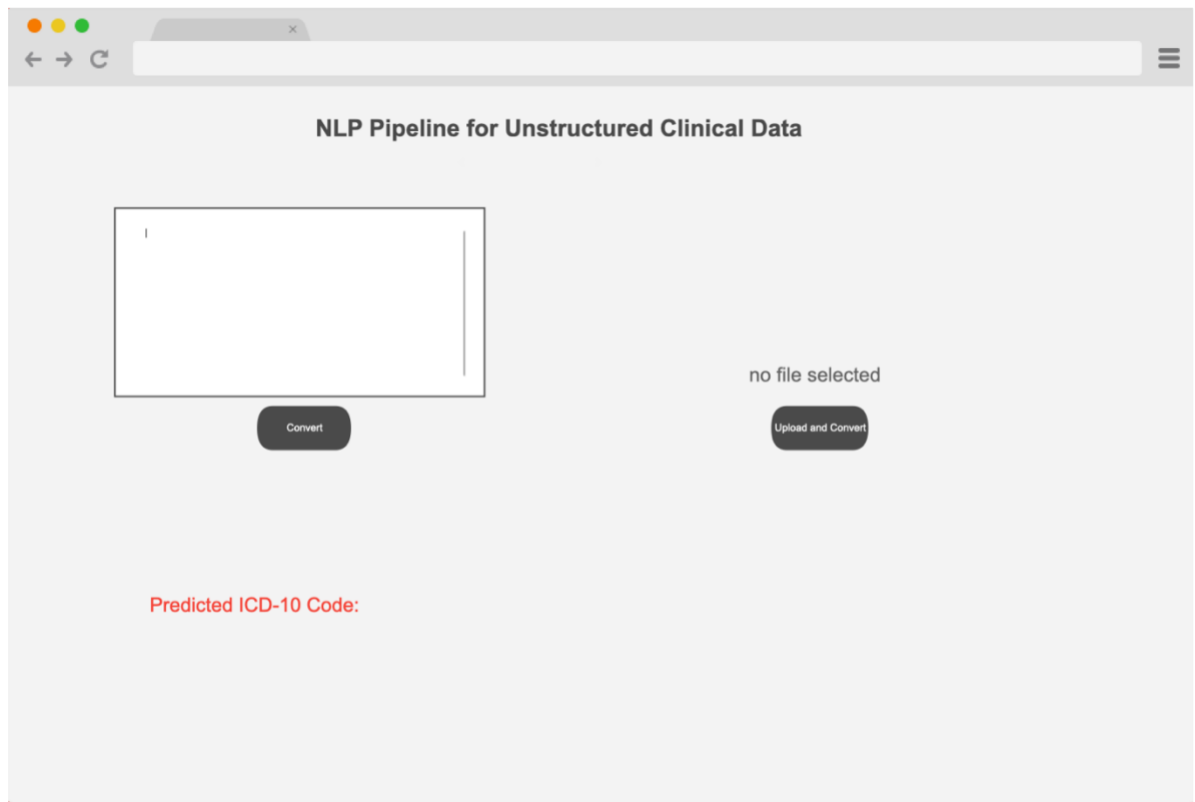 NLP Pipeline for Unstructured Clinical Data
no file selected
Convert
Upload and Convert
Predicted ICD-10 Code: